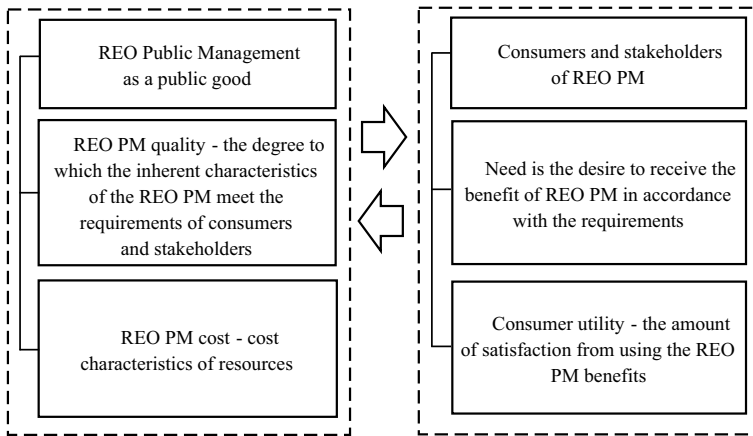 REO Public Management
as a public good
REO PM quality - the degree to
which the inherent characteristics
of the REO PM meet the
requirements of consumers
and stakeholders
REO PM cost - cost
characteristics of resources
Consumers and stakeholders
of REO PM
Need is the desire to receive the
benefit of REO PM in accordance
with the requirements
Consumer utility - the amount
of satisfaction from using the REO
PM benefits